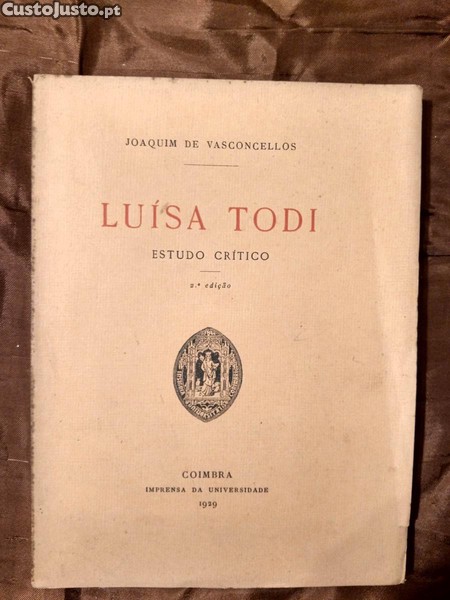 CustoJusto.pt
JOAQUIM DE VASCONCELLOS
LUÍSA TODI
ESTUDO CRÍTICO
2.ª edição
COIMBRA
IMPRENSA DA UNIVERSIDADE
1929